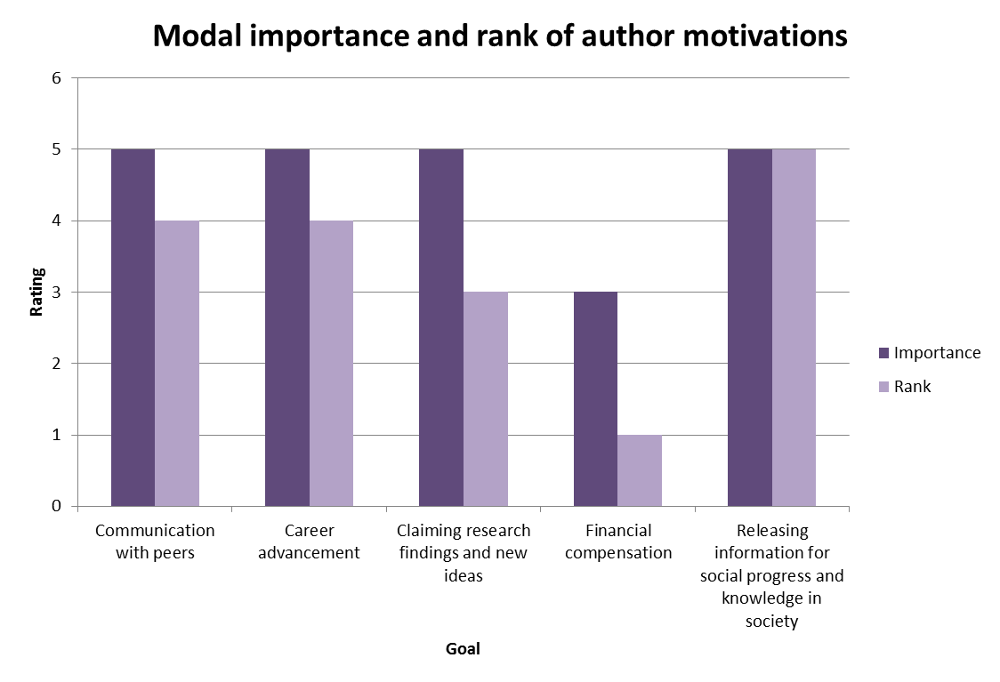 Modal importance and rank of author motivations
6
5
4
3
2
1
0
Rating
Communication
with peers
Career
advancement
Claiming research
findings and new
ideas
Financial
compensation
Releasing
information for
social progress and
knowledge in
society
Goal
Importance
Rank